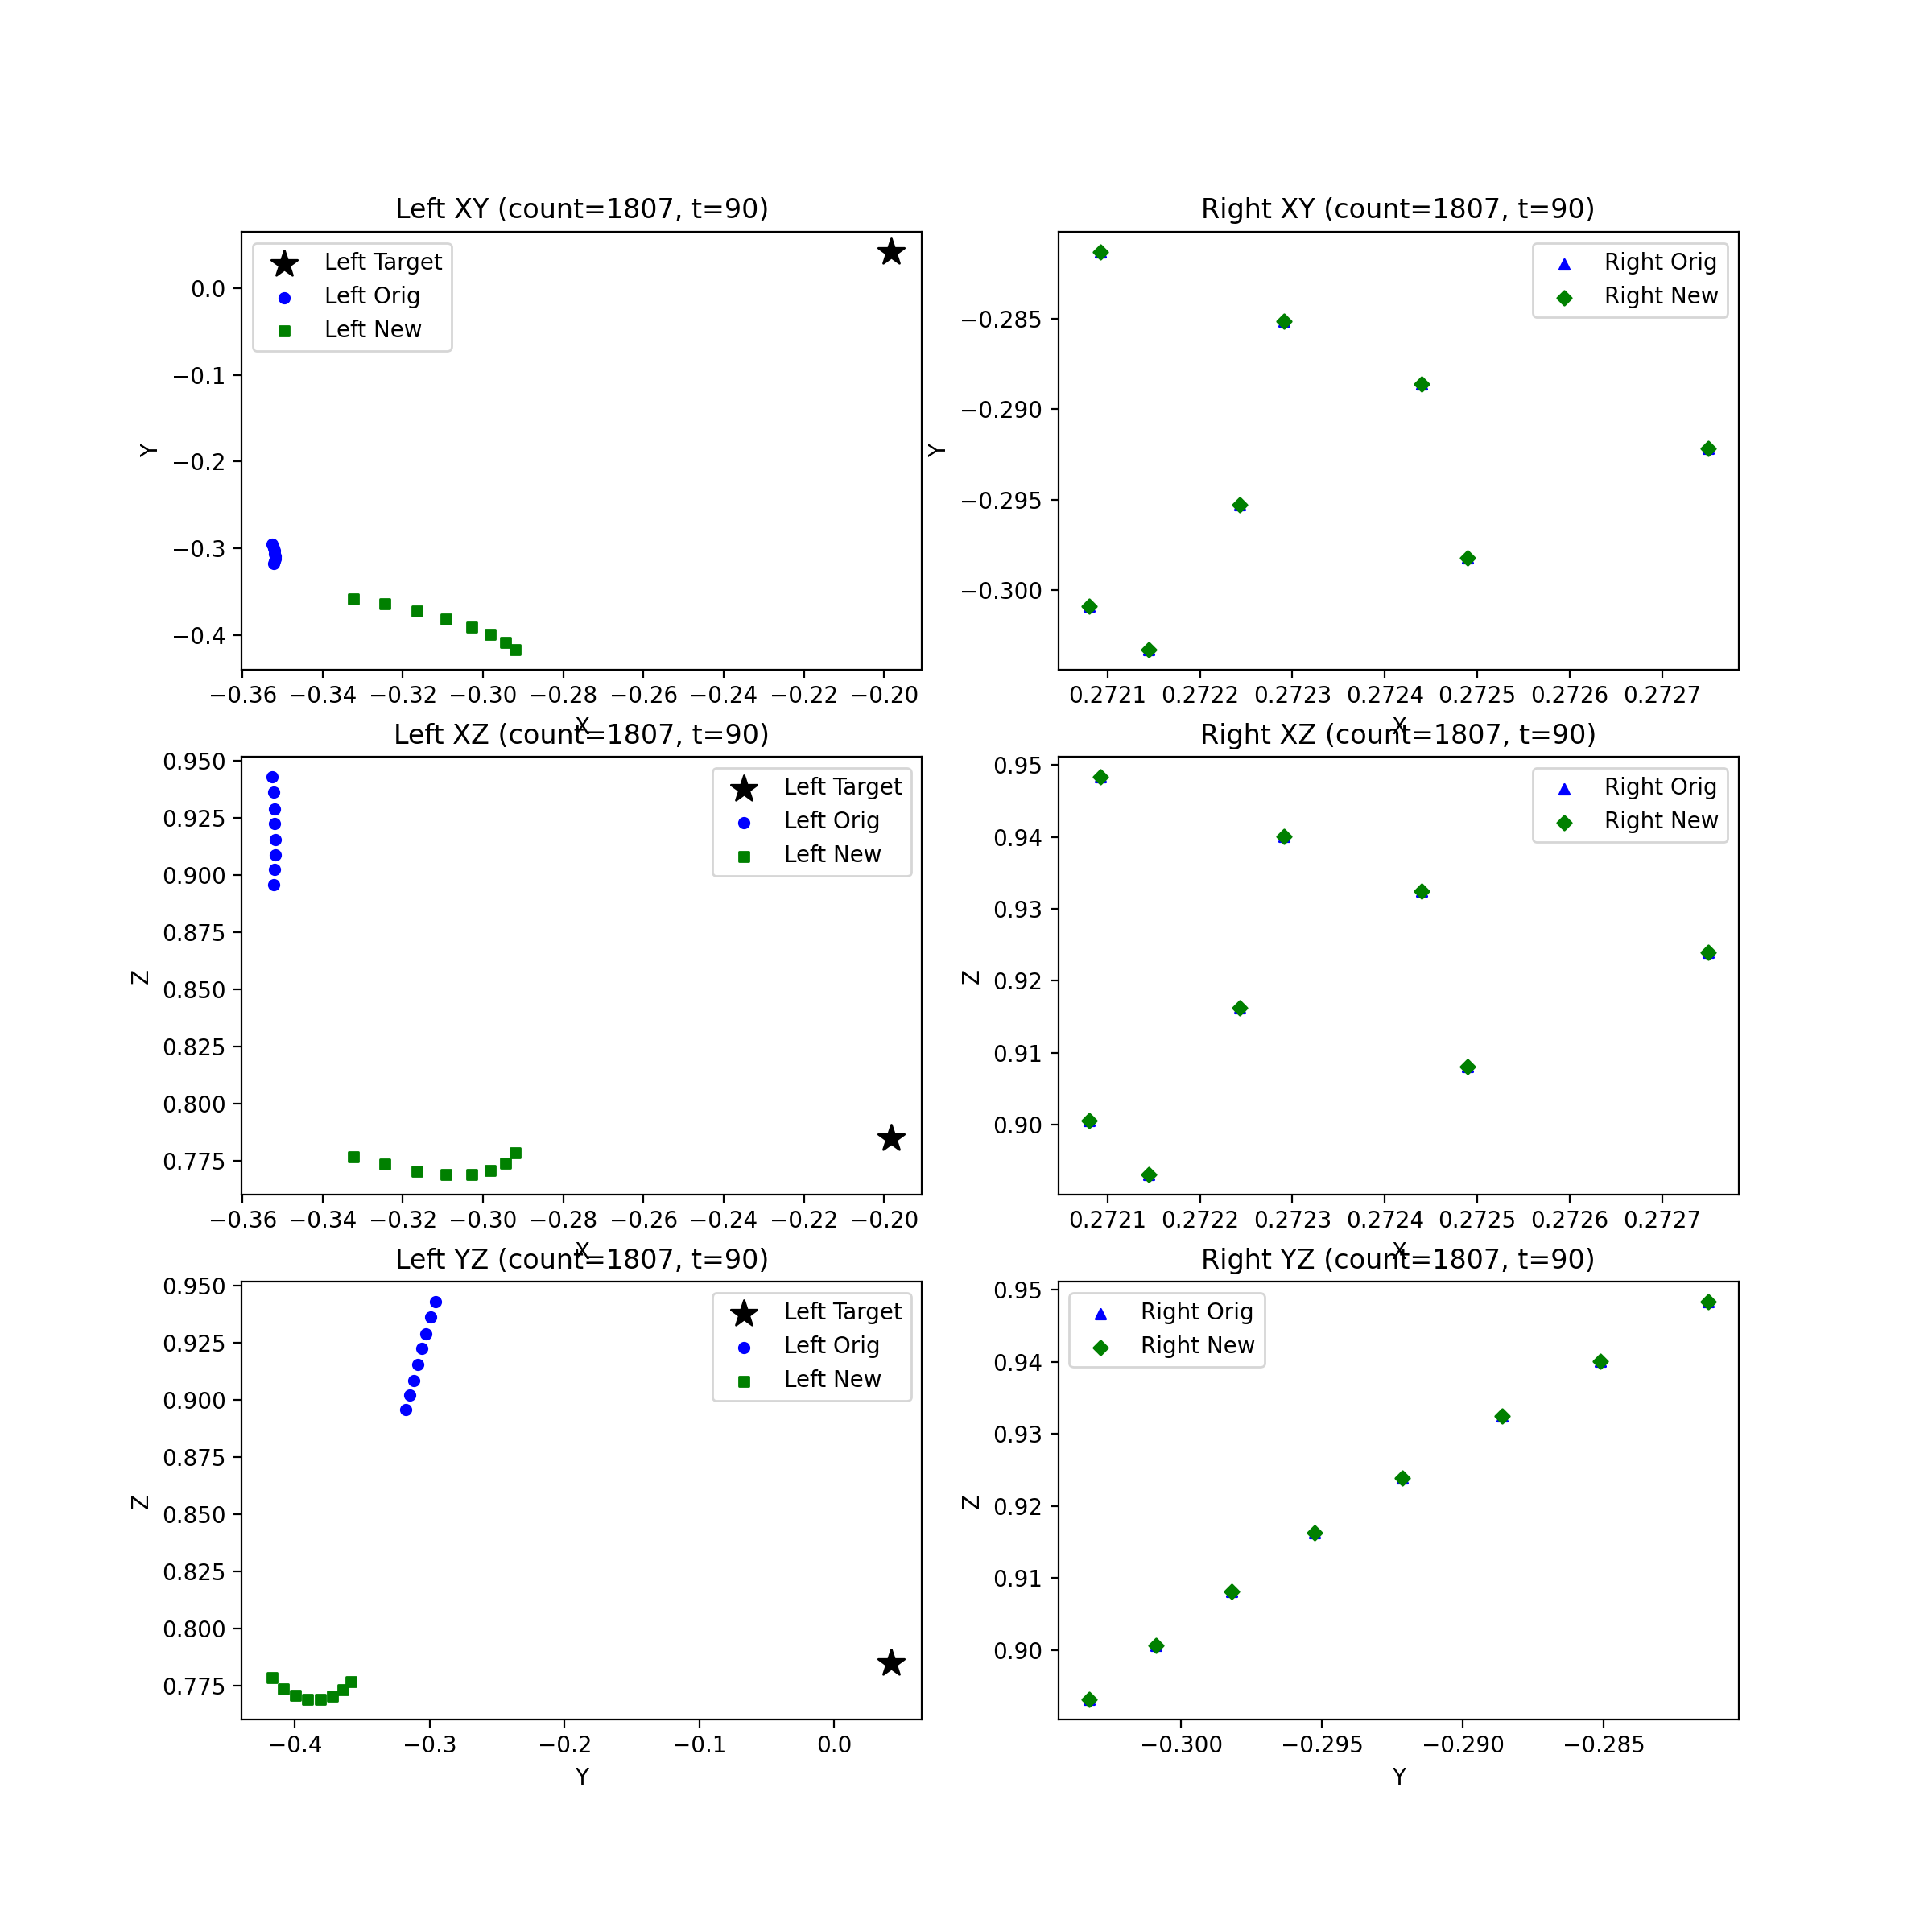 Left XY (count=1807, t=90)
Left Target
Left Orig
Left New
0.0
−0.1
−0.2
−0.3
−0.4
Y
−0.36 −0.34 −0.32 −0.30 −0.28 −0.26 −0.24 −0.22 −0.20
X
Right XY (count=1807, t=90)
Right Orig
Right New
−0.285
−0.290
−0.295
−0.300
Y
0.2721 0.2722 0.2723 0.2724 0.2725 0.2726 0.2727
X
Left XZ (count=1807, t=90)
Left Target
Left Orig
Left New
0.950
0.925
0.900
0.875
0.850
0.825
0.800
0.775
Z
−0.36 −0.34 −0.32 −0.30 −0.28 −0.26 −0.24 −0.22 −0.20
X
Right XZ (count=1807, t=90)
Right Orig
Right New
0.95
0.94
0.93
0.92
0.91
0.90
Z
0.2721 0.2722 0.2723 0.2724 0.2725 0.2726 0.2727
X
Left YZ (count=1807, t=90)
Left Target
Left Orig
Left New
0.950
0.925
0.900
0.875
0.850
0.825
0.800
0.775
Z
−0.4 −0.3 −0.2 −0.1 0.0
Y
Right YZ (count=1807, t=90)
Right Orig
Right New
0.95
0.94
0.93
0.92
0.91
0.90
Z
−0.300 −0.295 −0.290 −0.285
Y